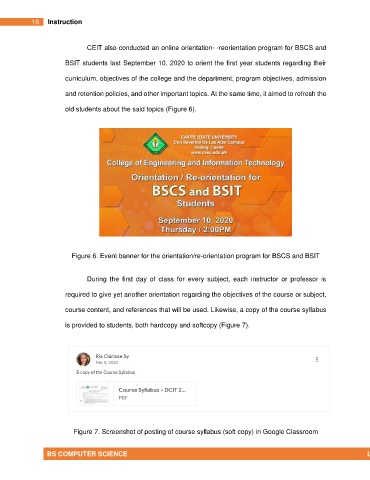 16 Instruction
CEIT also conducted an online orientation- -reorientation program for BSCS and
BSIT students last September 10, 2020 to orient the first year students regarding their
curriculum, objectives of the college and the department, program objectives, admission
and retention policies, and other important topics. At the same time, it aimed to refresh the
old students about the said topics (Figure 6).
CAVITE STATE UNIVERSITY
Don Severino De Las Alas Campus
Indang, Cavite
www.cvsu.edu.ph
College of Engineering and Information Technology
Orientation / Re-orientation for
BSCS and BSIT
Students
September 10, 2020
Thursday / 2:00PM
Figure 6. Event banner for the orientation/re-orientation program for BSCS and BSIT
During the first day of class for every subject, each instructor or professor is
required to give yet another orientation regarding the objectives of the course or subject,
course content, and references that will be used. Likewise, a copy of the course syllabus
is provided to students, both hardcopy and softcopy (Figure 7).
Ria Clarisse Sy
Feb 9, 2020
E-copy of the Course Syllabus
Course Syllabus - DCIT 2...
PDF
Figure 7. Screenshot of posting of course syllabus (soft copy) in Google Classroom
BS COMPUTER SCIENCE L